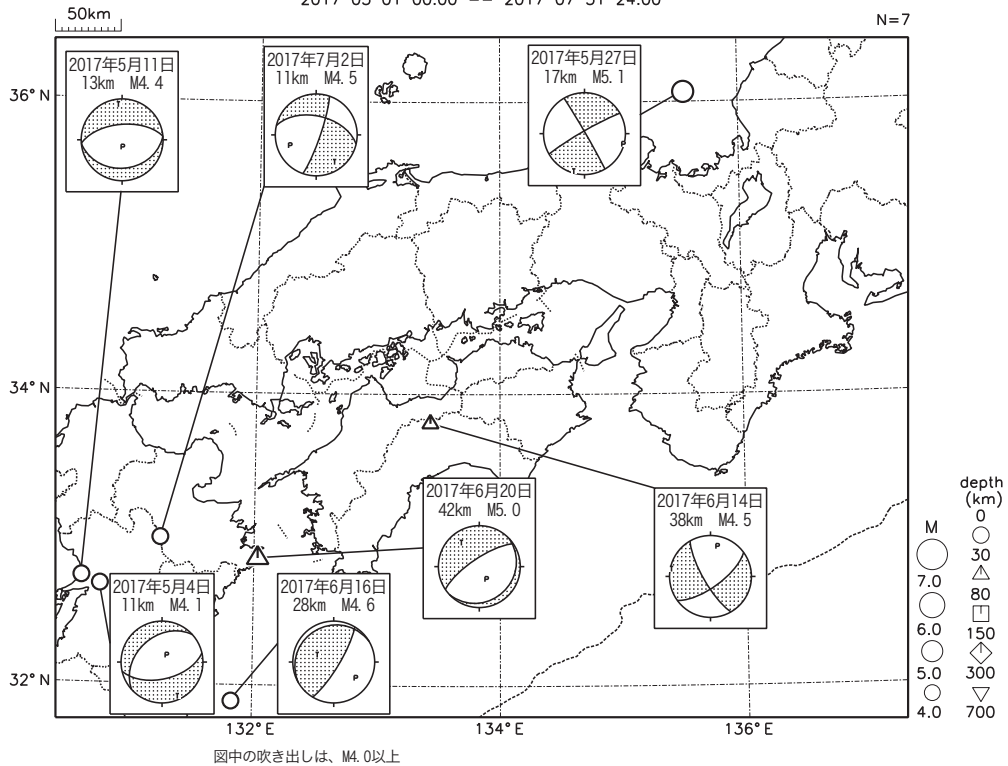 2017 05 01 00:00 -- 2017 07 31 24:00
50km
N=7
2017年5月11日
13km M4.4
T
P
2017年7月2日
11km M4.5
P
T
2017年5月27日
17km M5.1
P
T
36°N
34°N
32°N
2017年6月20日
42km M5.0
T
P
2017年6月14日
38km M4.5
P
T
2017年5月4日
11km M4.1
P
T
2017年6月16日
28km M4.6
T
P
132°E
134°E
136°E
M
7.0
6.0
5.0
4.0
depth
(km)
0
30
80
150
300
700
図中の吹き出しは、M4.0以上